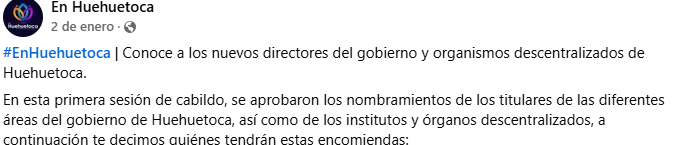 En Huehuetoca
Huehuetoca
2 de enero ·
#EnHuehuetoca | Conoce a los nuevos directores del gobierno y organismos descentralizados de
Huehuetoca.
En esta primera sesión de cabildo, se aprobaron los nombramientos de los titulares de las diferentes
áreas del gobierno de Huehuetoca, así como de los institutos y órganos descentralizados, a
continuación te decimos quiénes tendrán estas encomiendas: